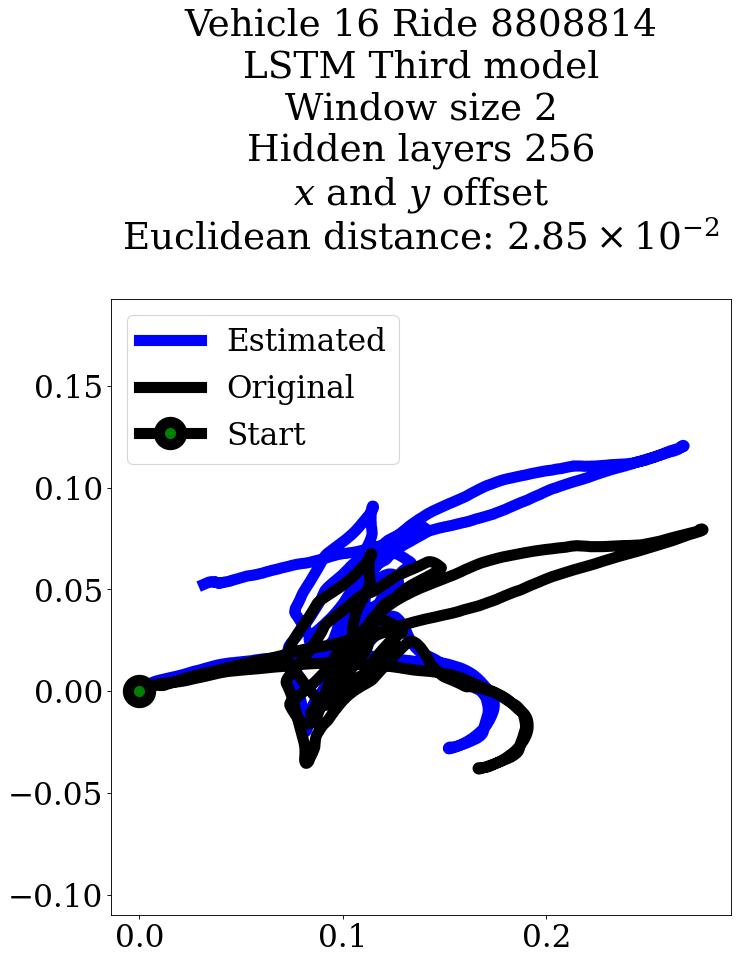 Vehicle 16 Ride 8808814
LSTM Third model
Window size 2
Hidden layers 256
x and y offset
Euclidean distance: 2.85 × 10⁻²
Estimated
Original
Start
0.15
0.10
0.05
0.00
−0.05
−0.10
0.0 0.1 0.2